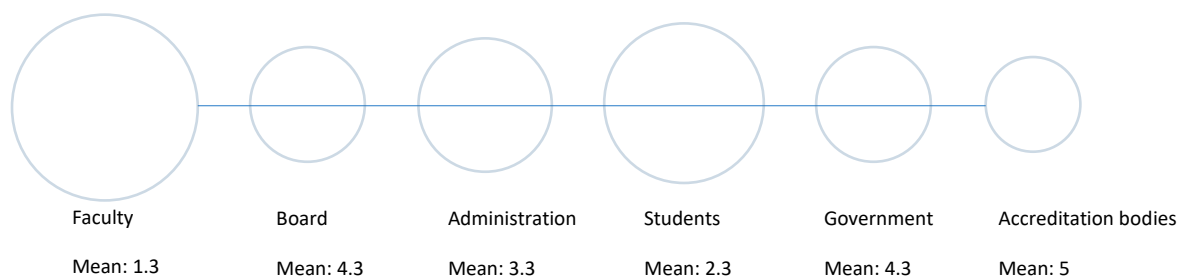 Faculty
Mean: 1.3
Board
Mean: 4.3
Administration
Mean: 3.3
Students
Mean: 2.3
Government
Mean: 4.3
Accreditation bodies
Mean: 5